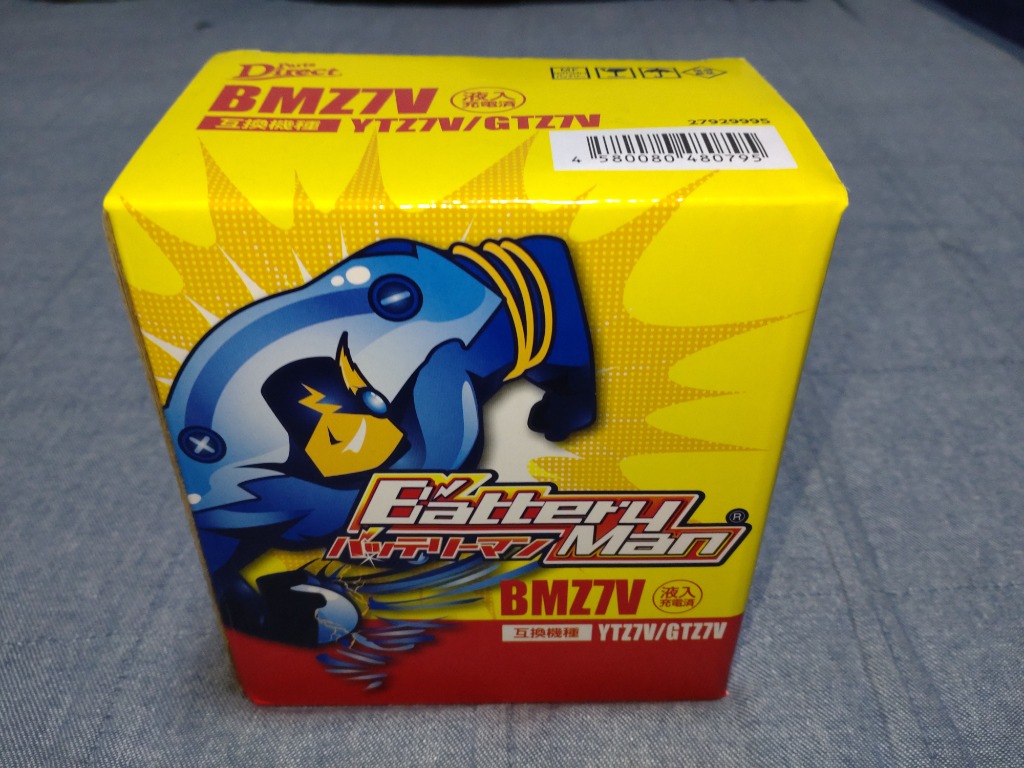 Parts
Direct
BMZ7V 液入充電済
互換機種 YTZ7V/GTZ7V
27929995
4 580080 480795
Battery
バッテリーマン Man ®
BMZ7V 液入充電済
互換機種 YTZ7V/GTZ7V